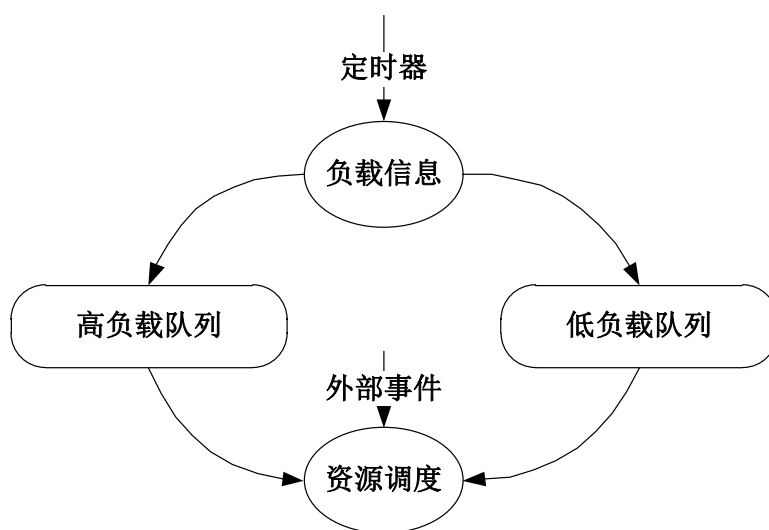 定时器
负载信息
高负载队列
低负载队列
外部事件
资源调度